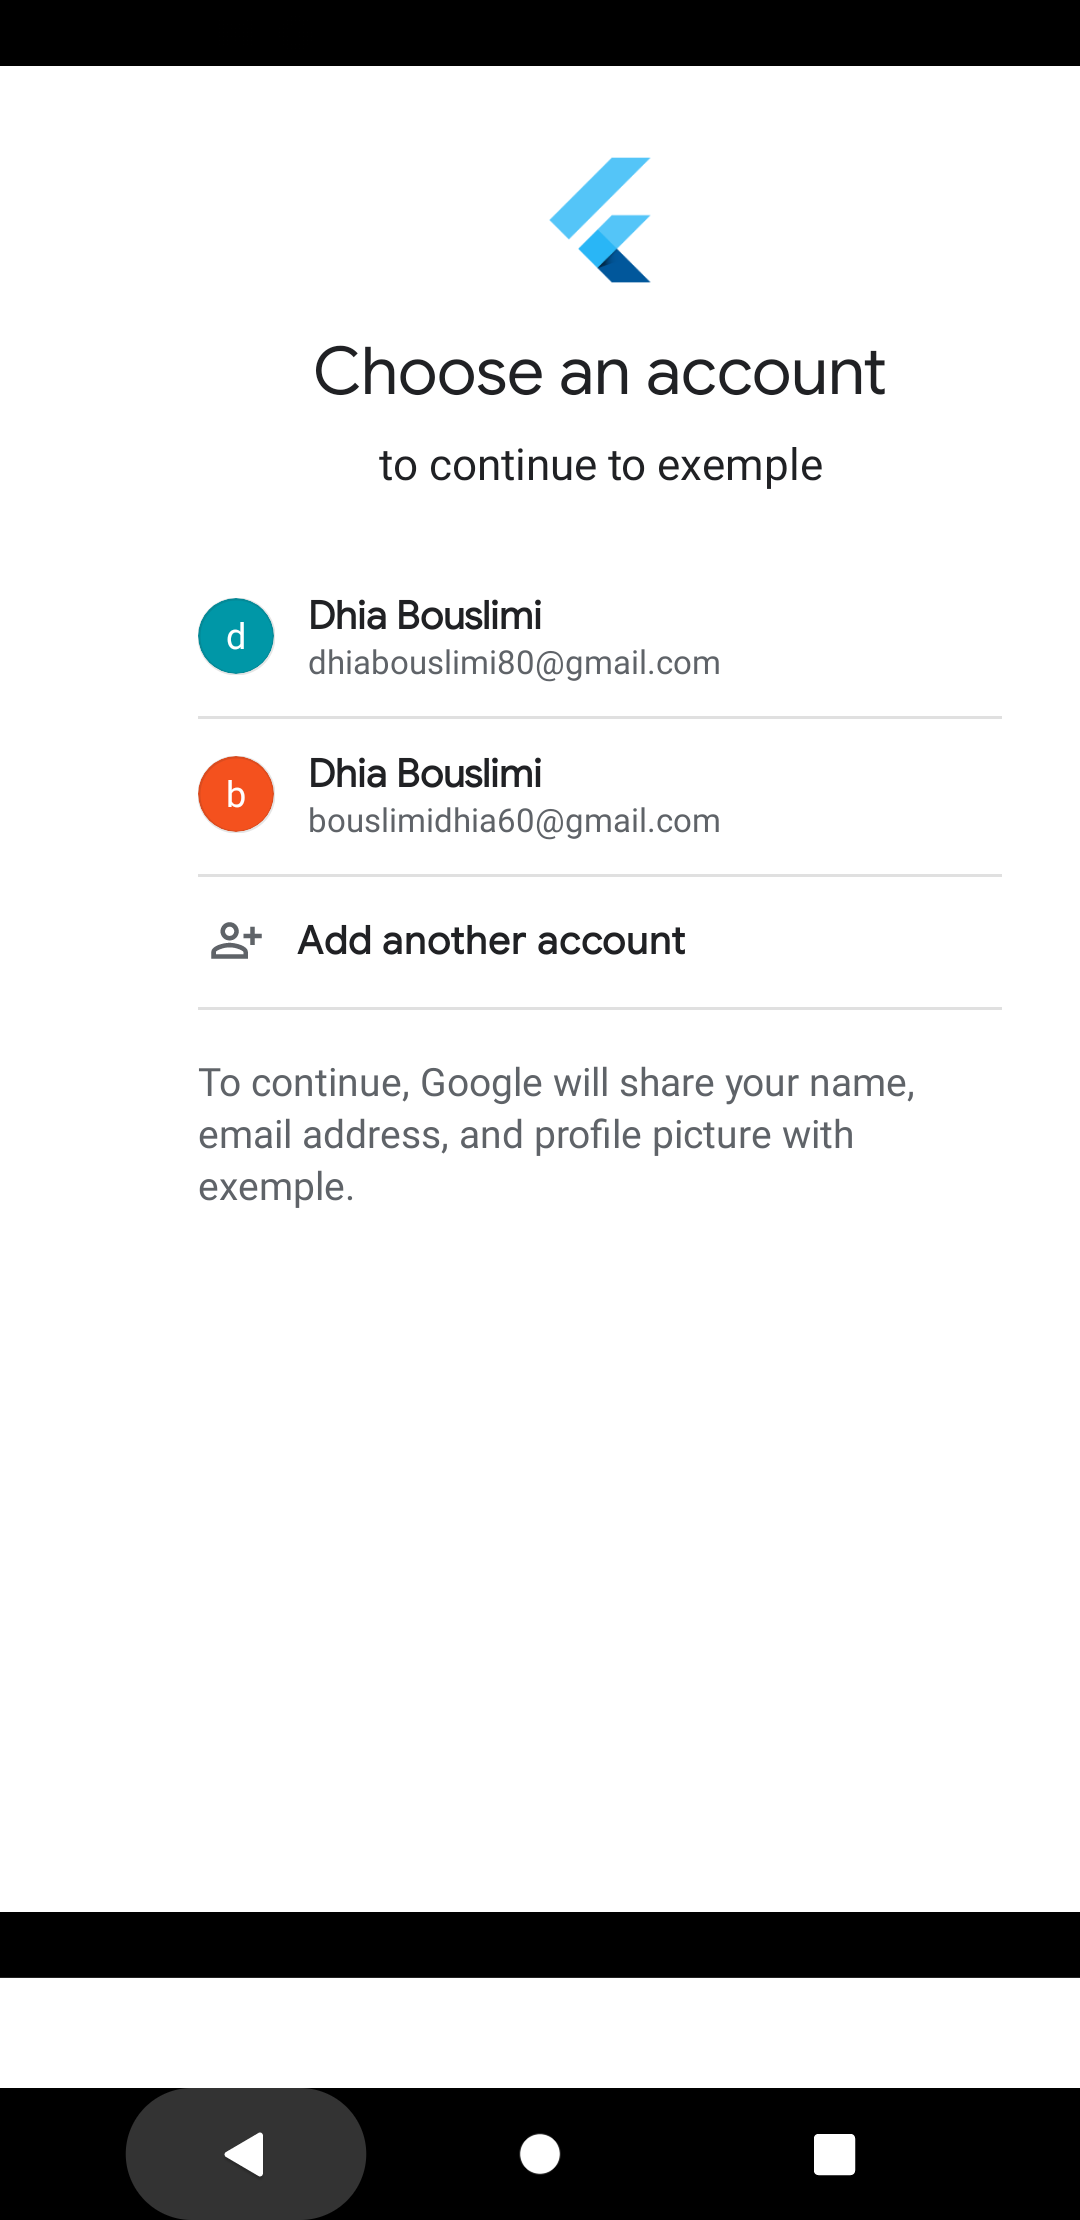 Choose an account
to continue to exemple
d
Dhia Bouslimi
dhiabouslimi80@gmail.com
b
Dhia Bouslimi
bouslimidhia60@gmail.com
Add another account
To continue, Google will share your name,
email address, and profile picture with
exemple.